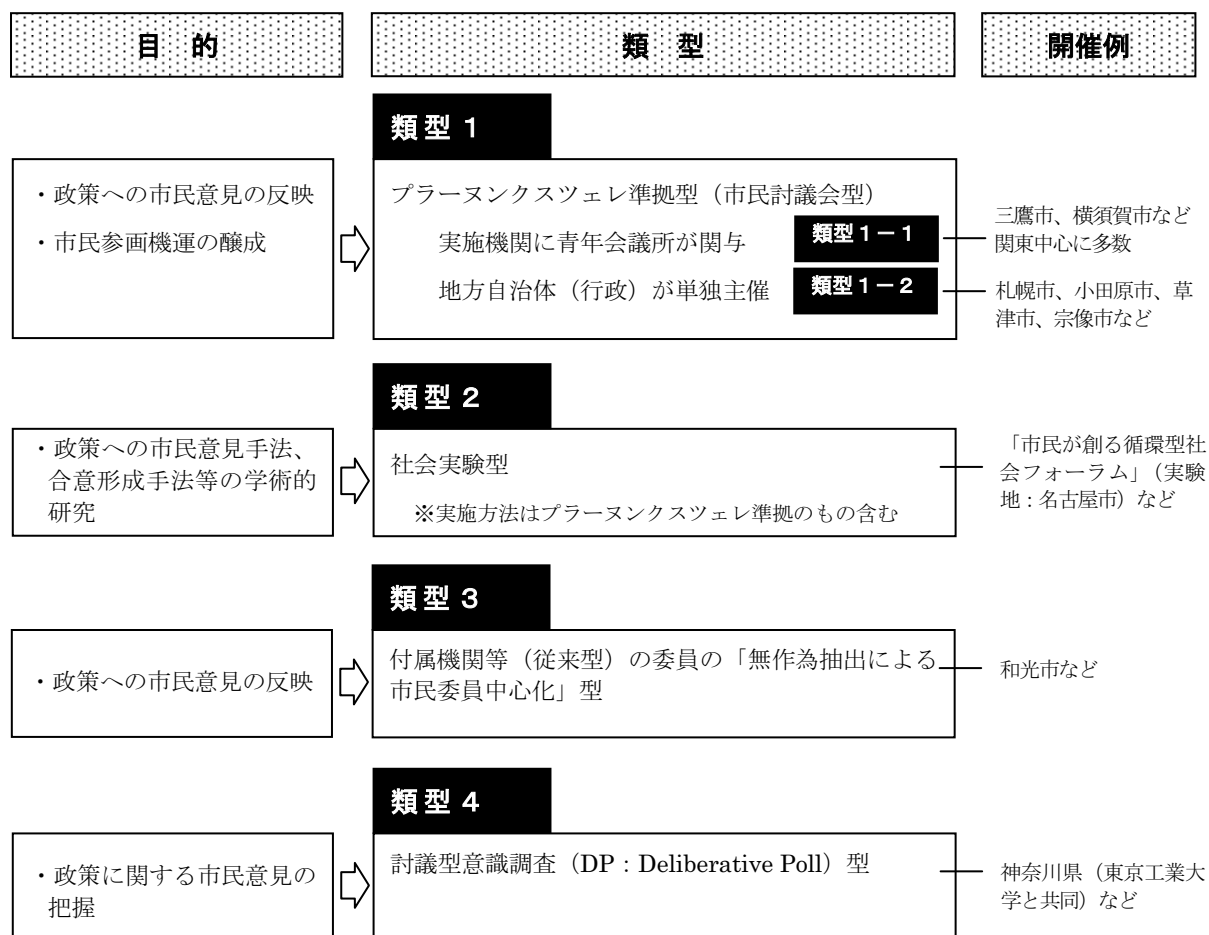 目 的
類 型
開催例
類型 1
・政策への市民意見の反映
・市民参画機運の醸成
プラーヌンクスツェレ準拠型（市民討議会型）
実施機関に青年会議所が関与
類型1－1
地方自治体（行政）が単独主催
類型1－2
三鷹市、横須賀市など
関東中心に多数
札幌市、小田原市、草
津市、宗像市など
類型 2
・政策への市民意見手法、
合意形成手法等の学術的
研究
社会実験型
※実施方法はプラーヌンクスツェレ準拠のもの含む
「市民が創る循環型社
会フォーラム」（実験
地：名古屋市）など
類型 3
・政策への市民意見の反映
付属機関等（従来型）の委員の「無作為抽出による
市民委員中心化」型
和光市など
類型 4
・政策に関する市民意見の
把握
討議型意識調査（DP：Deliberative Poll）型
神奈川県（東京工業大
学と共同）など